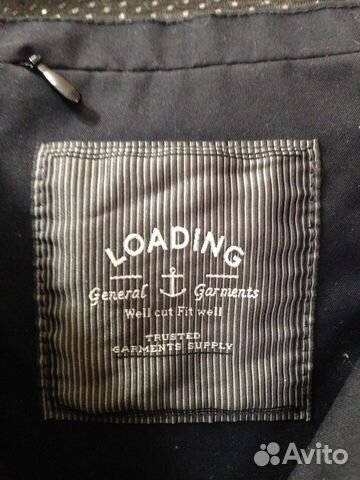 LOADING
General Garments
Well cut Fit well
TRUSTED
GARMENTS SUPPLY
Avito